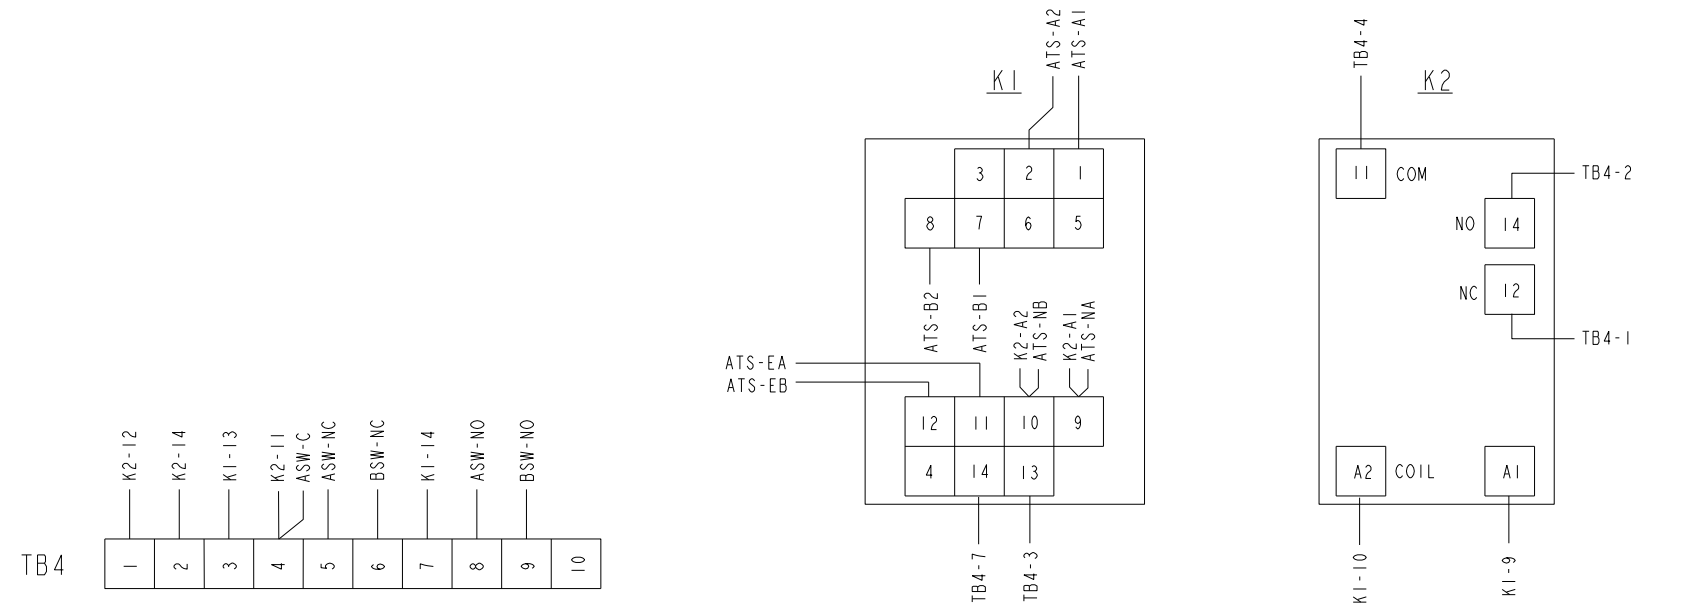 K1
ATS-A2
ATS-A1
3 2 1
8 7 6 5
ATS-B2
ATS-B1
K2-A2
ATS-NB
K2-A1
ATS-NA
ATS-EA
ATS-EB
12 11 10 9
4 14 13
TB4-7
TB4-3
K2
TB4-4
11 COM
TB4-2
NO 14
NC 12
TB4-1
A2 COIL A1
K1-10
K1-9
K2-12
K2-14
K1-13
K2-11
ASW-C
ASW-NC
BSW-NC
K1-14
ASW-NO
BSW-NO
TB4 1 2 3 4 5 6 7 8 9 10